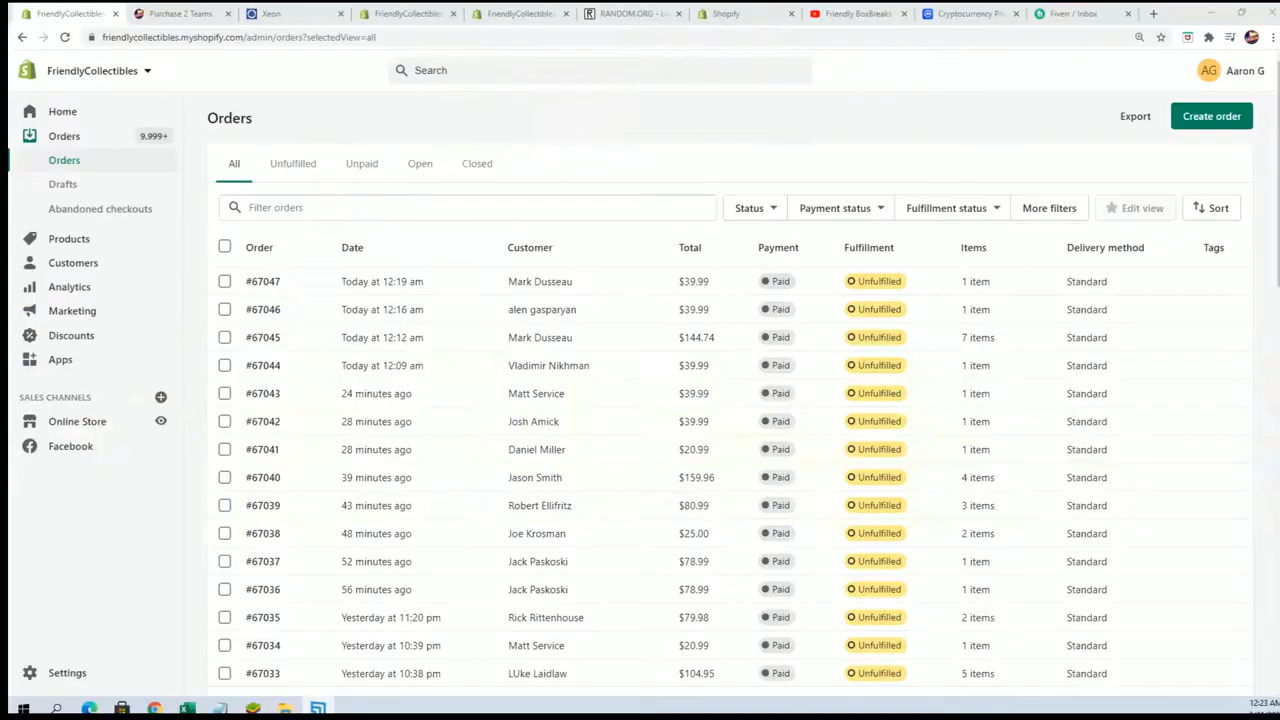 FriendlyCollectibles Purchase 2 Teams Xeon FriendlyCollectibles FriendlyCollectibles RANDOM.ORG - Shopify Friendly BoxBreaks Cryptocurrency Fiverr / Inbox
friendlycollectibles.myshopify.com/admin/orders?selectedView=all
FriendlyCollectibles Search AG Aaron G
Home
Orders 9,999+
Orders
Drafts
Abandoned checkouts
Products
Customers
Analytics
Marketing
Discounts
Apps
SALES CHANNELS
Online Store
Facebook
Settings
Orders Export Create order
All Unfulfilled Unpaid Open Closed
Filter orders Status Payment status Fulfillment status More filters Edit view Sort
Order Date Customer Total Payment Fulfillment Items Delivery method Tags
#67047 Today at 12:19 am Mark Dusseau $39.99 Paid Unfulfilled 1 item Standard
#67046 Today at 12:16 am alen gasparyan $39.99 Paid Unfulfilled 1 item Standard
#67045 Today at 12:12 am Mark Dusseau $144.74 Paid Unfulfilled 7 items Standard
#67044 Today at 12:09 am Vladimir Nikhman $39.99 Paid Unfulfilled 1 item Standard
#67043 24 minutes ago Matt Service $39.99 Paid Unfulfilled 1 item Standard
#67042 28 minutes ago Josh Amick $39.99 Paid Unfulfilled 1 item Standard
#67041 28 minutes ago Daniel Miller $20.99 Paid Unfulfilled 1 item Standard
#67040 39 minutes ago Jason Smith $159.96 Paid Unfulfilled 4 items Standard
#67039 43 minutes ago Robert Ellifritz $80.99 Paid Unfulfilled 3 items Standard
#67038 48 minutes ago Joe Krosman $25.00 Paid Unfulfilled 2 items Standard
#67037 52 minutes ago Jack Paskoski $78.99 Paid Unfulfilled 1 item Standard
#67036 56 minutes ago Jack Paskoski $78.99 Paid Unfulfilled 1 item Standard
#67035 Yesterday at 11:20 pm Rick Rittenhouse $79.98 Paid Unfulfilled 2 items Standard
#67034 Yesterday at 10:39 pm Matt Service $20.99 Paid Unfulfilled 1 item Standard
#67033 Yesterday at 10:38 pm LUke Laidlaw $104.95 Paid Unfulfilled 5 items Standard
12:23 AM